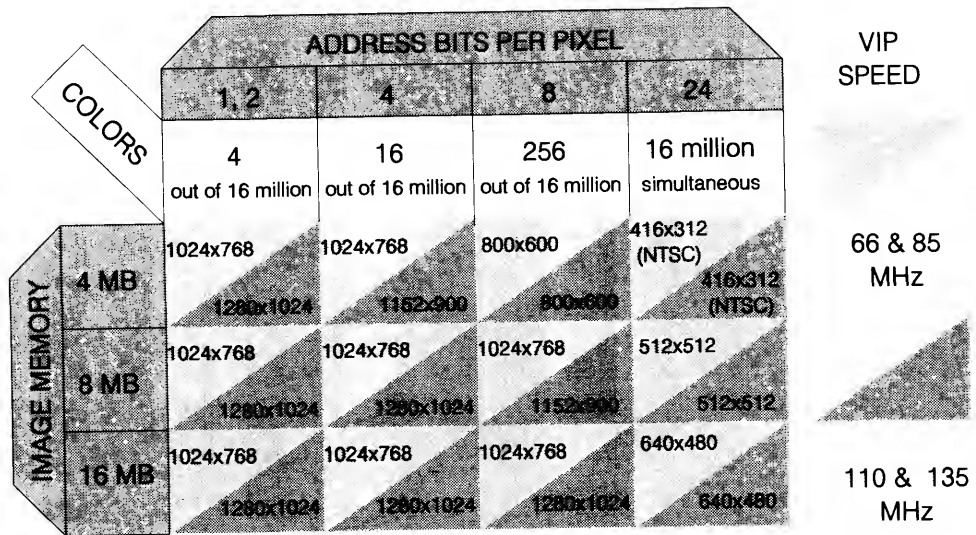 ADDRESS BITS PER PIXEL
VIP
SPEED
COLORS
1, 2 4 8 24
4 16 256 16 million
out of 16 million out of 16 million out of 16 million simultaneous
IMAGE MEMORY
4 MB
1024x768 1024x768 800x600 416x312
(NTSC)
1280x1024 1152x900 800x600 416x312
(NTSC)
66 & 85
MHz
8 MB
1024x768 1024x768 1024x768 512x512
1280x1024 1280x1024 1152x900 512x512
16 MB
1024x768 1024x768 1024x768 640x480
1280x1024 1280x1024 1280x1024 640x480
110 & 135
MHz